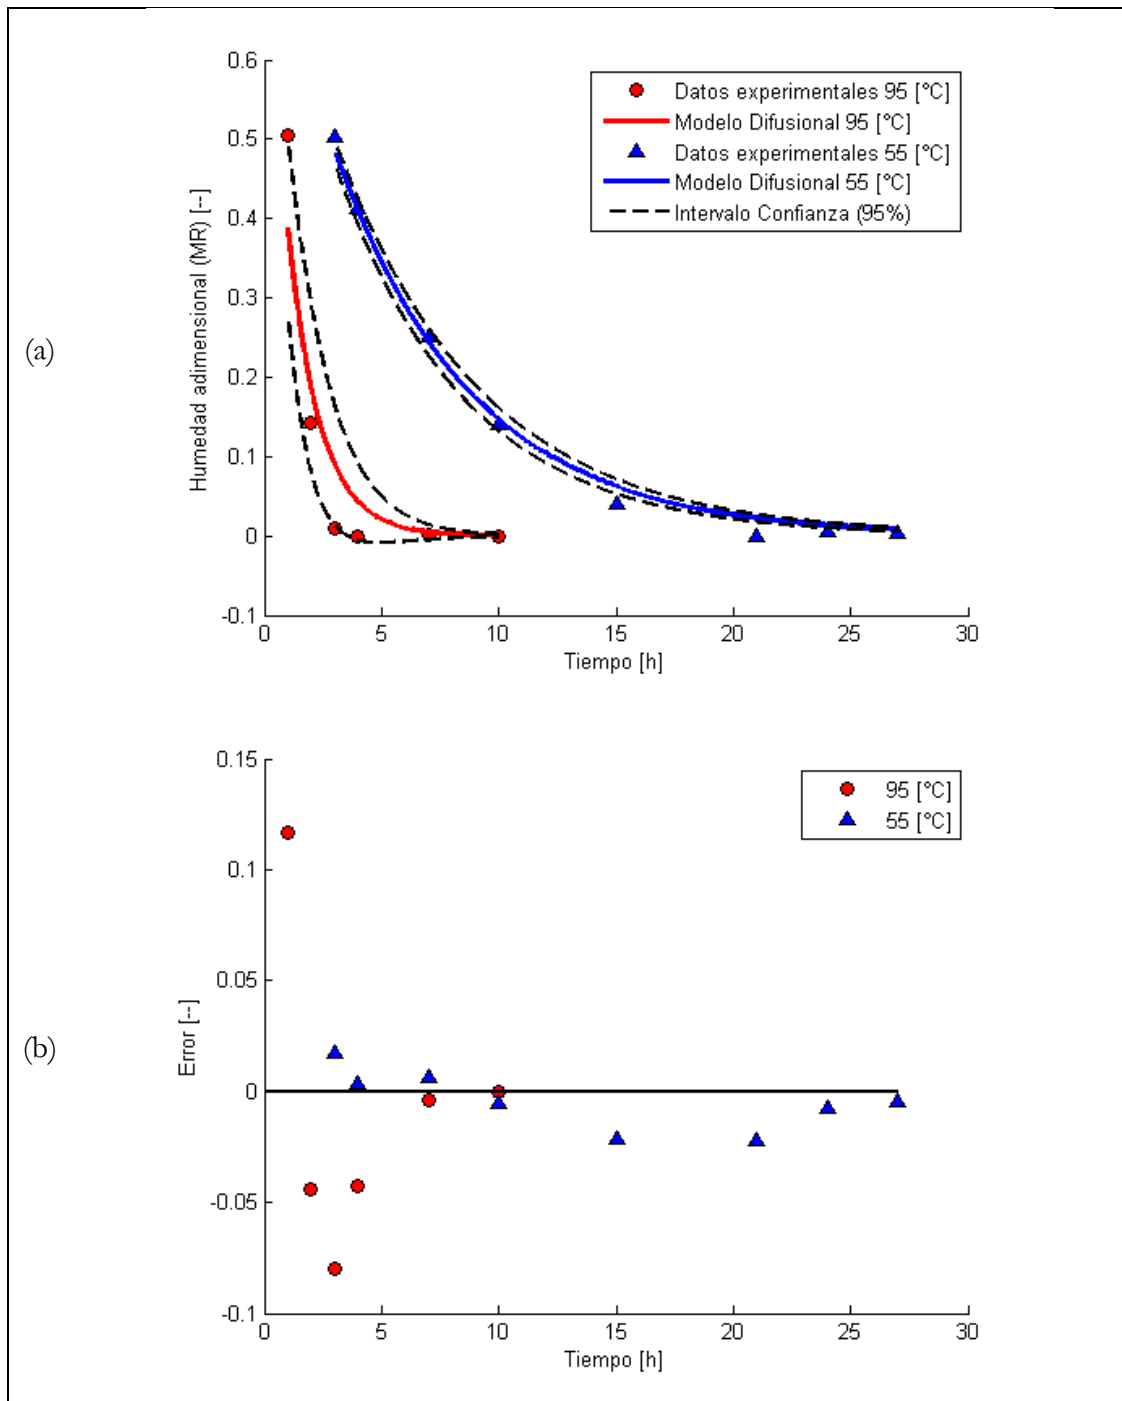 (a)
0.6
0.5
0.4
0.3
0.2
0.1
0
-0.1
Humedad adimensional (MR) [--]
0 5 10 15 20 25 30
Tiempo [h]
Datos experimentales 95 [°C]
Modelo Difusional 95 [°C]
Datos experimentales 55 [°C]
Modelo Difusional 55 [°C]
Intervalo Confianza (95%)
(b)
0.15
0.1
0.05
0
-0.05
-0.1
Error [--]
0 5 10 15 20 25 30
Tiempo [h]
95 [°C]
55 [°C]